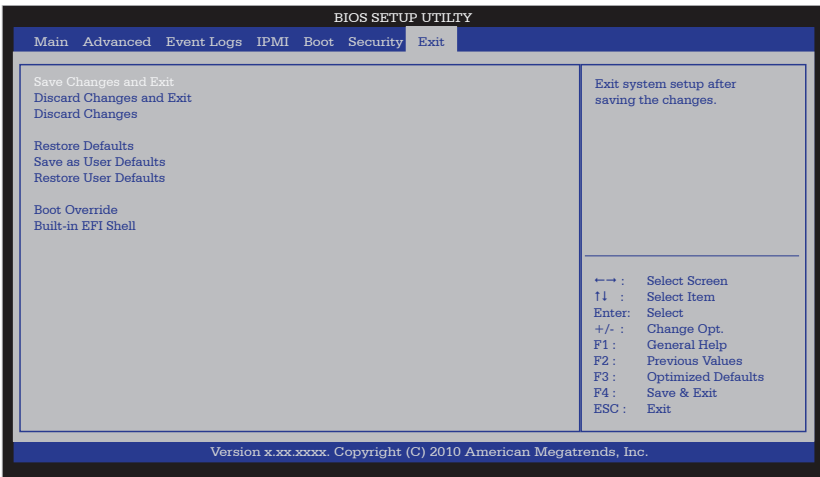 BIOS SETUP UTILTY
Main Advanced Event Logs IPMI Boot Security Exit
Save Changes and Exit
Discard Changes and Exit
Discard Changes
Restore Defaults
Save as User Defaults
Restore User Defaults
Boot Override
Built-in EFI Shell
Exit system setup after
saving the changes.
←→ : Select Screen
↑↓ : Select Item
Enter: Select
+/- : Change Opt.
F1 : General Help
F2 : Previous Values
F3 : Optimized Defaults
F4 : Save & Exit
ESC : Exit
Version x.xx.xxxx. Copyright (C) 2010 American Megatrends, Inc.